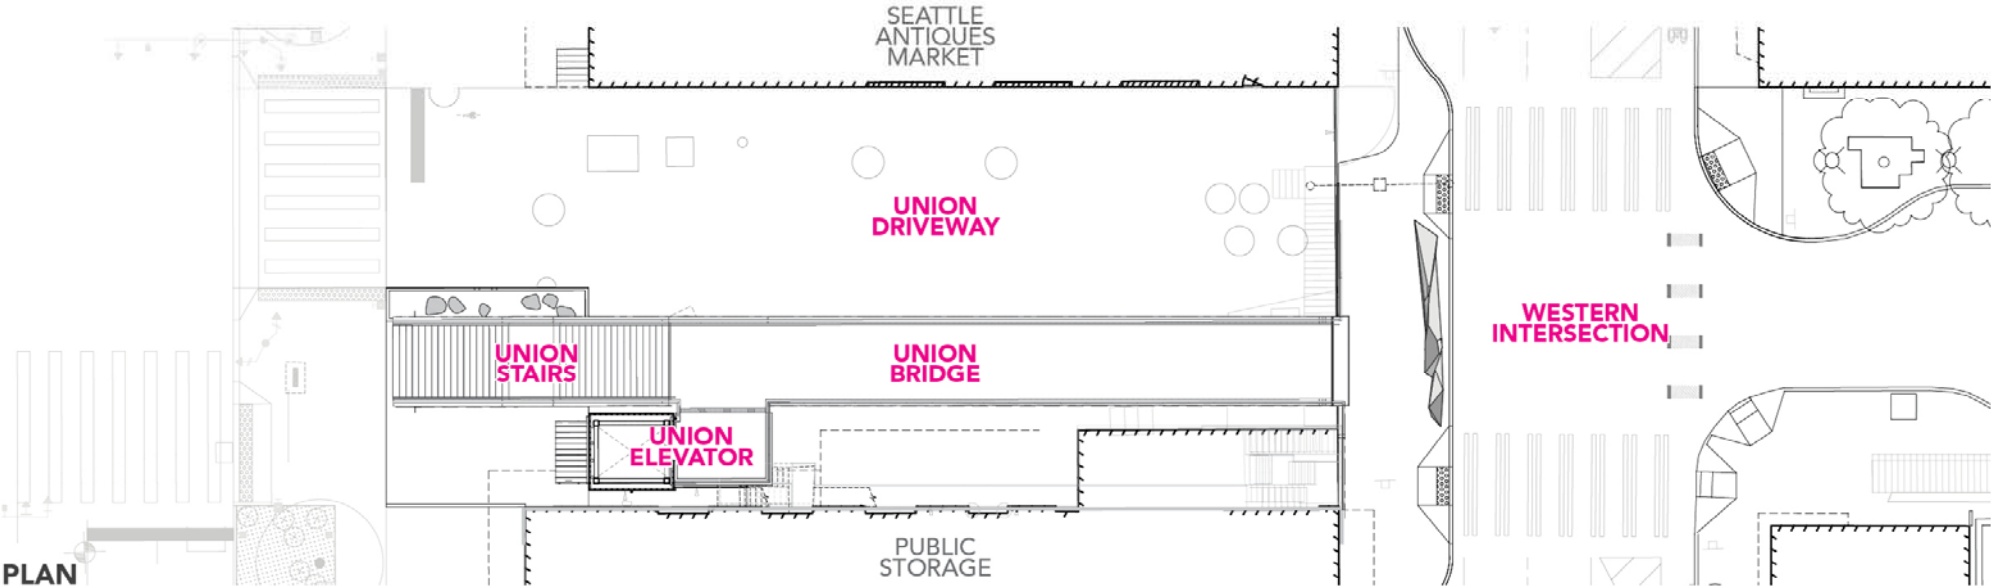 SEATTLE
ANTIQUES
MARKET
UNION
DRIVEWAY
WESTERN
INTERSECTION
UNION
STAIRS
UNION
BRIDGE
UNION
ELEVATOR
PUBLIC
STORAGE
PLAN